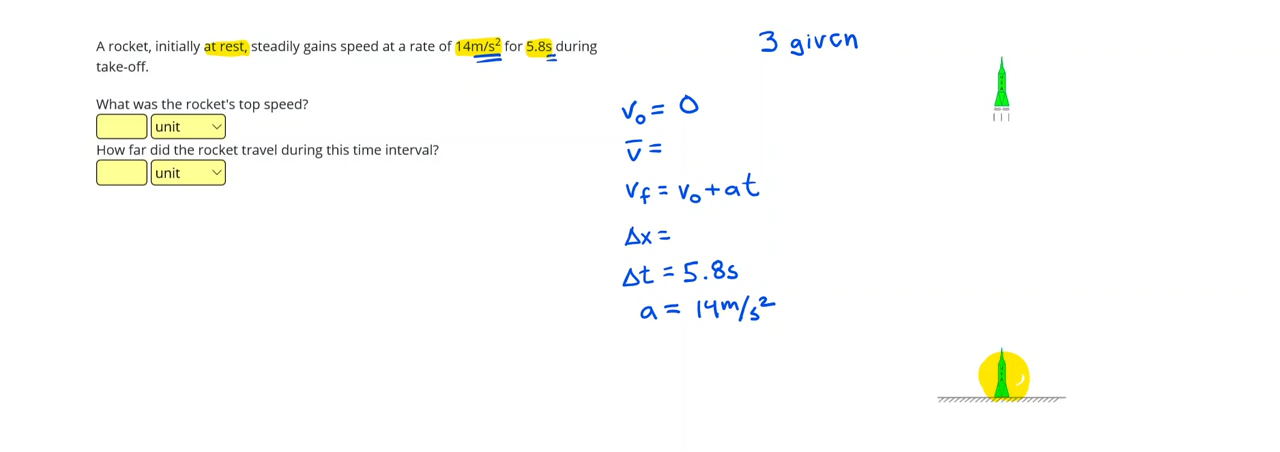 A rocket, initially at rest, steadily gains speed at a rate of 14m/s² for 5.8s during
take-off.
What was the rocket's top speed?
unit
How far did the rocket travel during this time interval?
unit
3 given
v₀ = 0
v̅ =
v_f = v₀ + at
Δx =
Δt = 5.8s
a = 14m/s²